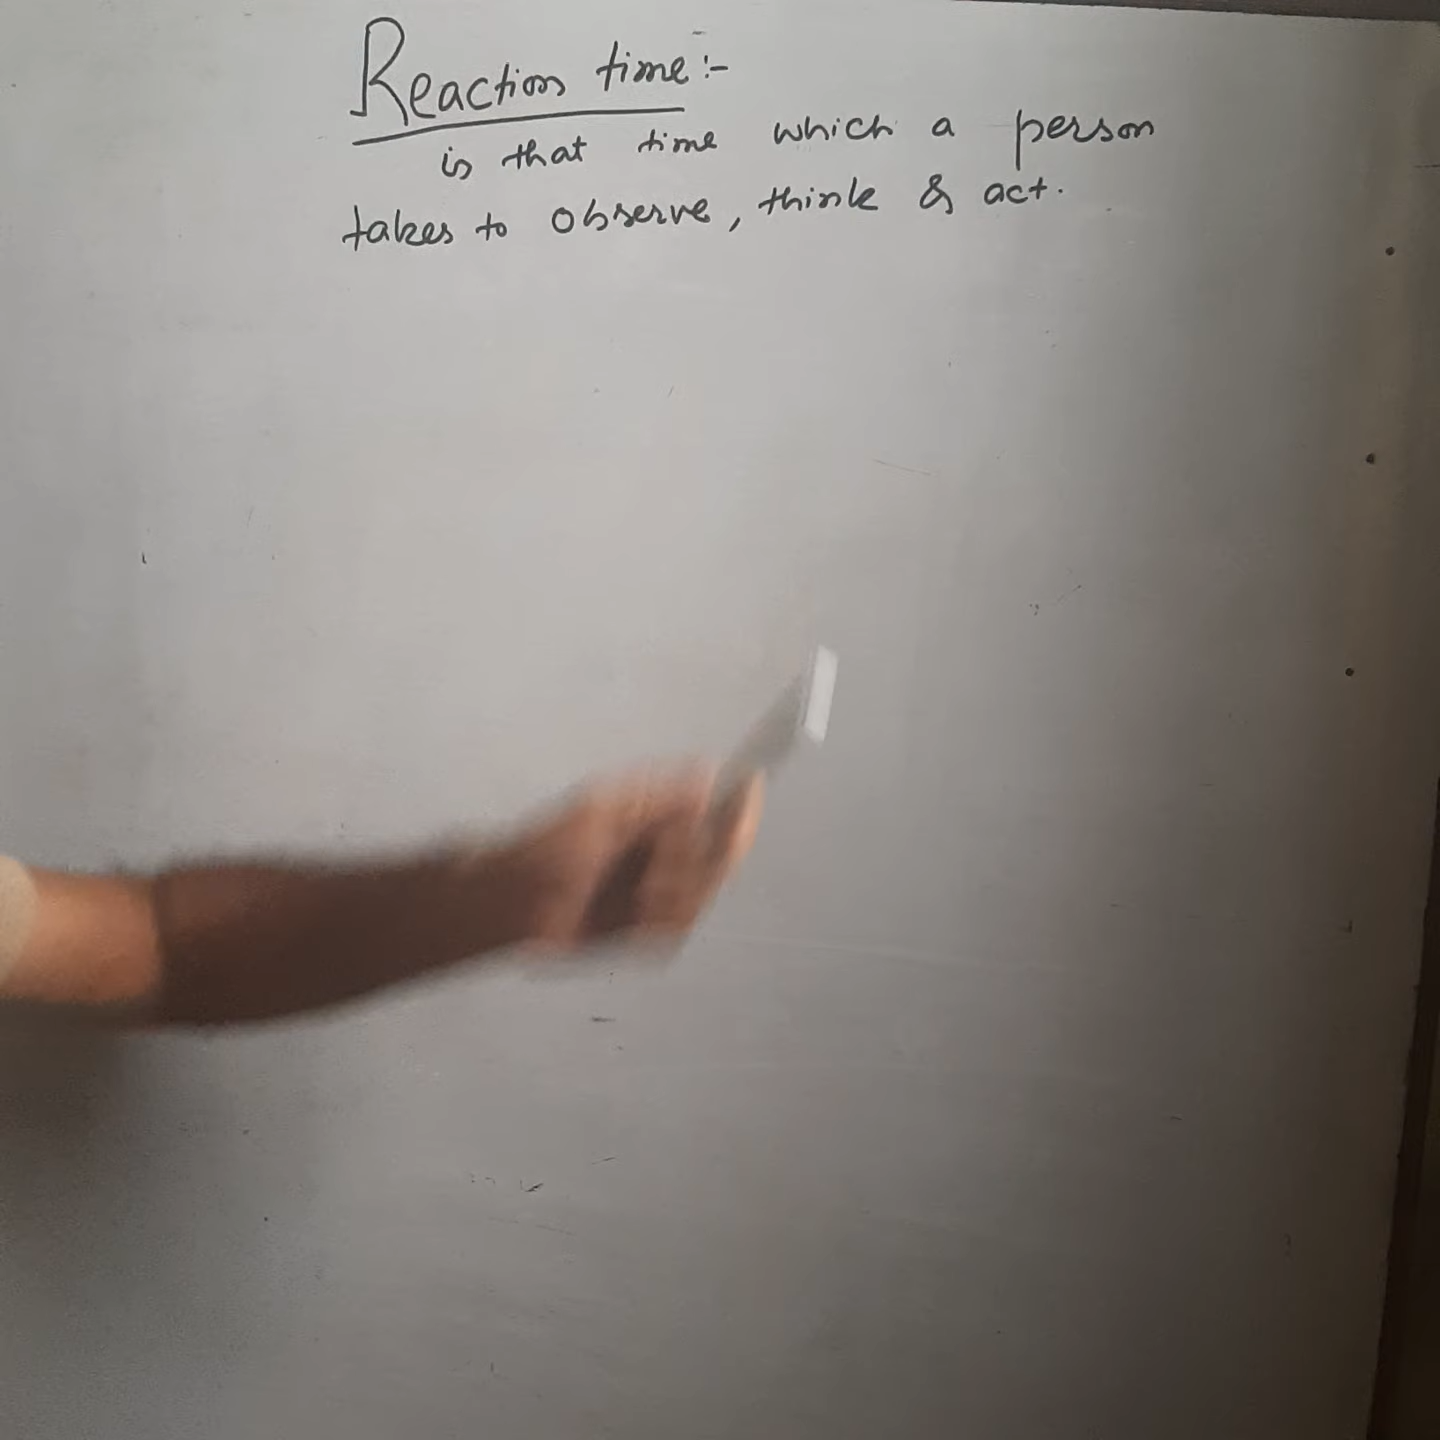 Reaction time :-
is that time which a person
takes to observe, think & act.